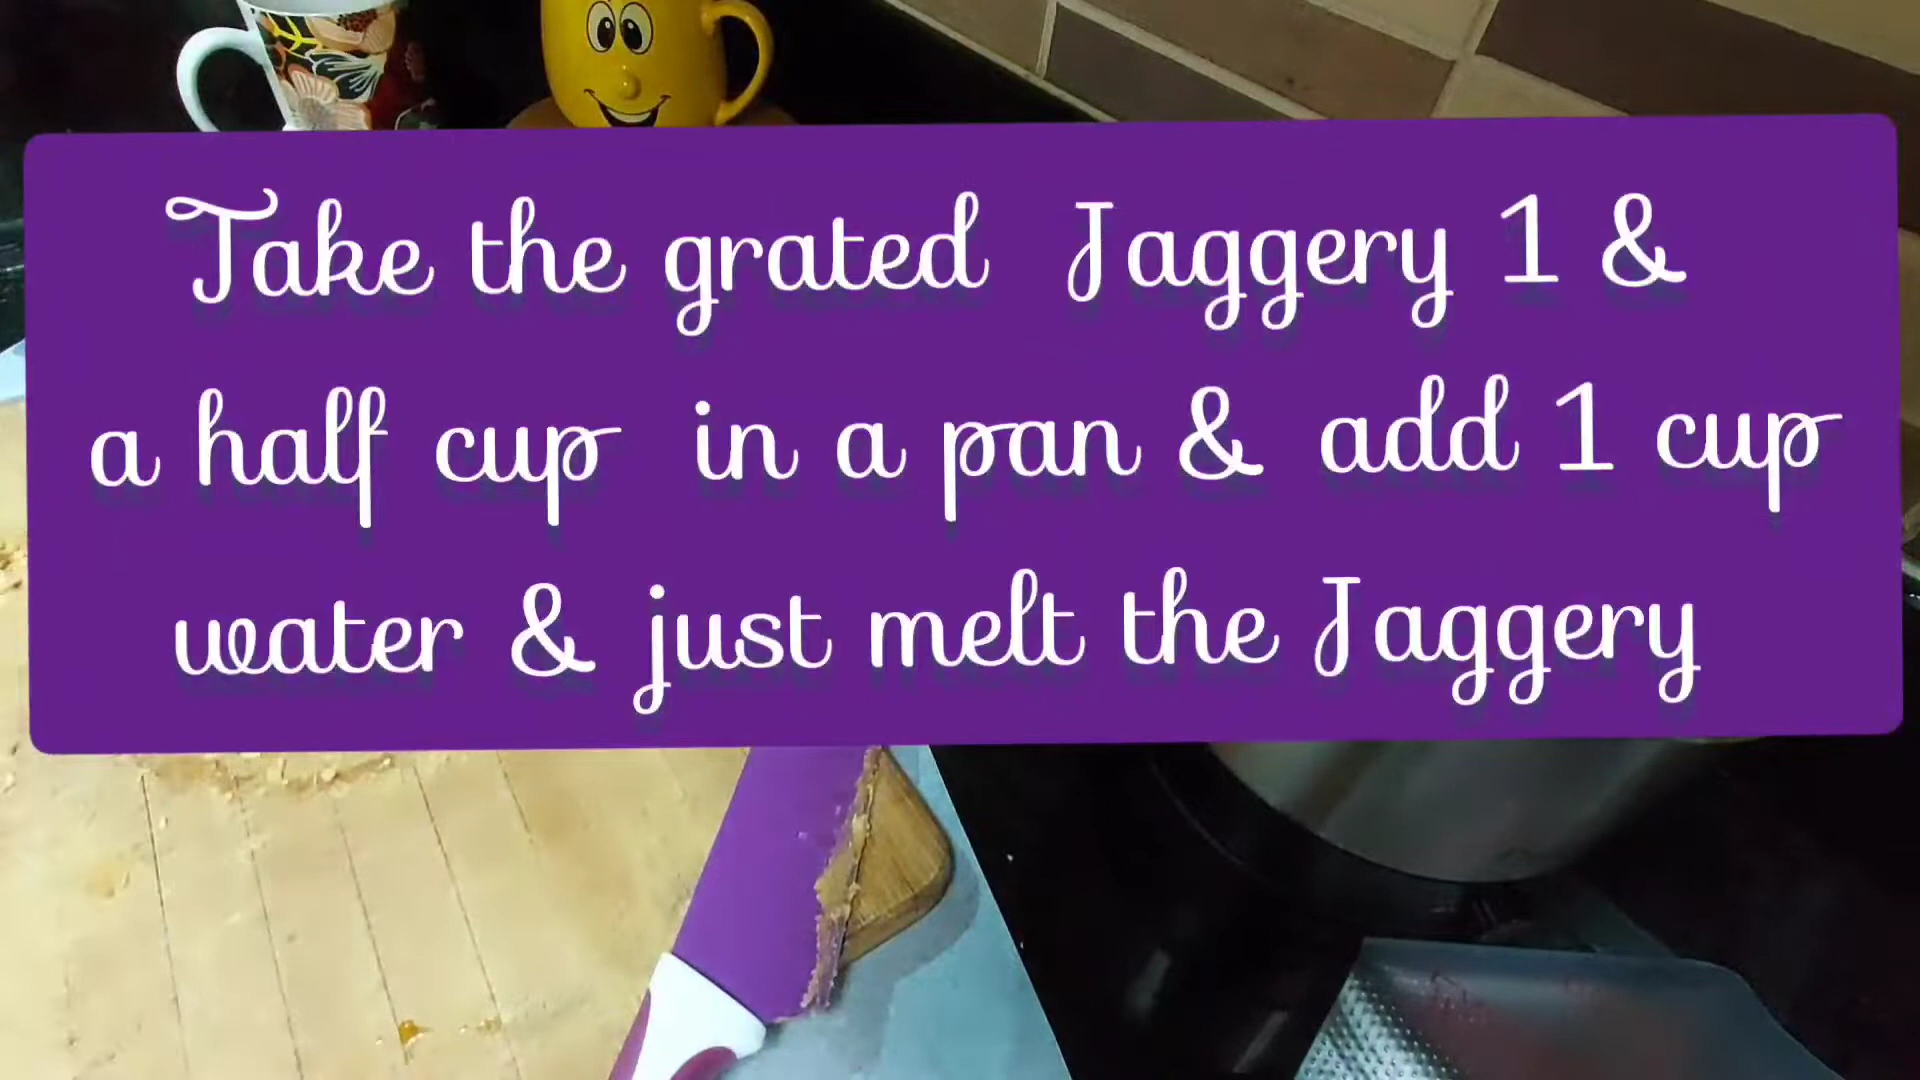 Take the grated Jaggery 1 &
a half cup in a pan & add 1 cup
water & just melt the Jaggery